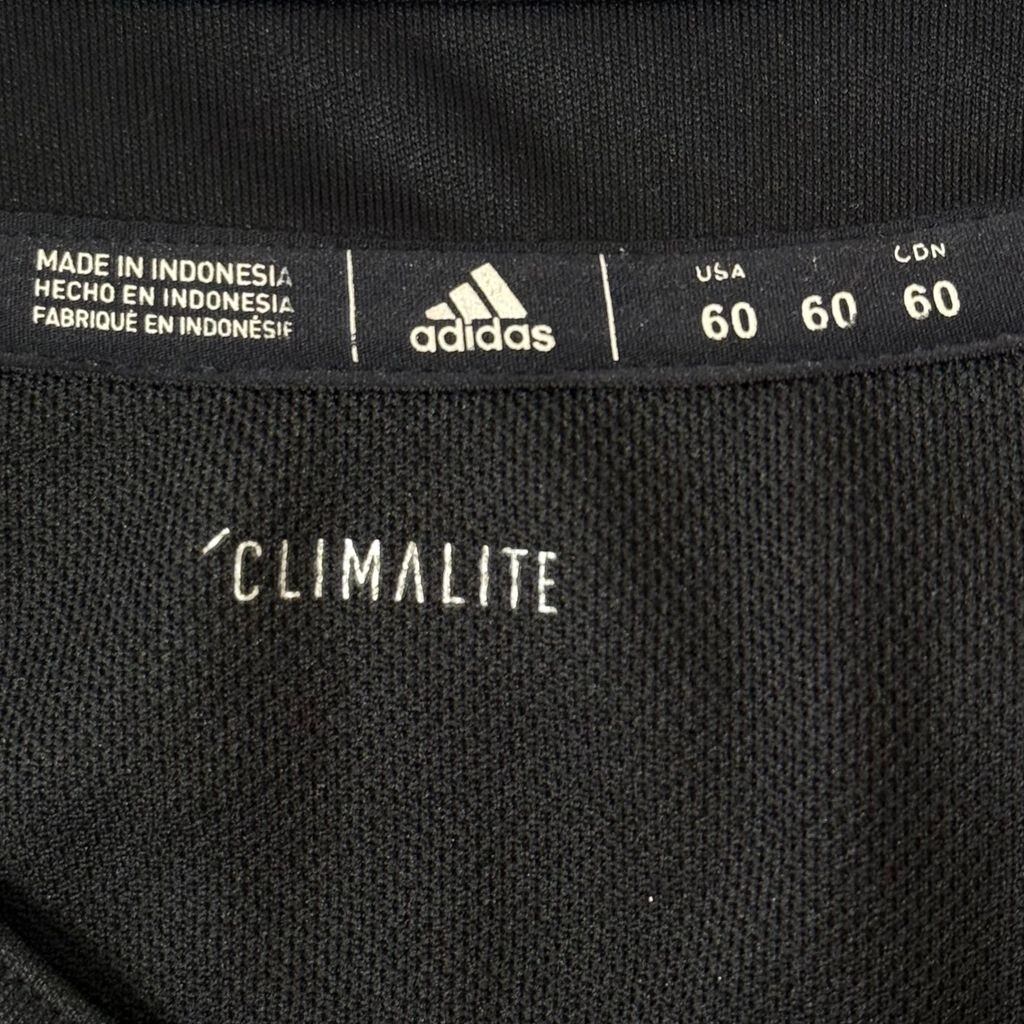 MADE IN INDONESIA
HECHO EN INDONESIA
FABRIQUÉ EN INDONÉSIE
adidas
USA CDN
60 60 60
CLIMALITE